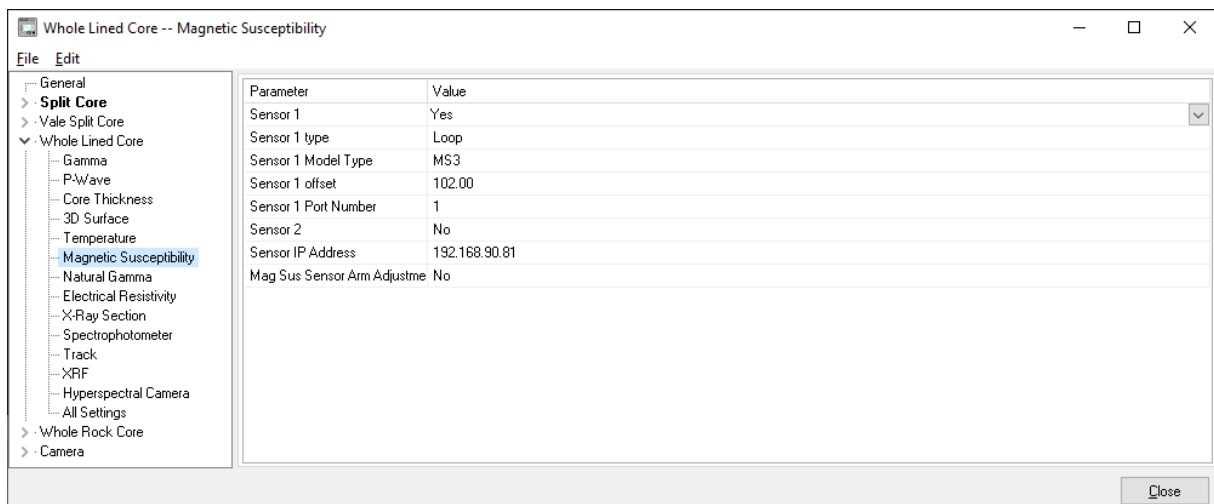 Whole Lined Core -- Magnetic Susceptibility
File Edit
General
Split Core
Vale Split Core
Whole Lined Core
Gamma
P-Wave
Core Thickness
3D Surface
Temperature
Magnetic Susceptibility
Natural Gamma
Electrical Resistivity
X-Ray Section
Spectrophotometer
Track
XRF
Hyperspectral Camera
All Settings
Whole Rock Core
Camera
Parameter Value
Sensor 1 Yes
Sensor 1 type Loop
Sensor 1 Model Type MS3
Sensor 1 offset 102.00
Sensor 1 Port Number 1
Sensor 2 No
Sensor IP Address 192.168.90.81
Mag Sus Sensor Arm Adjustme No
Close